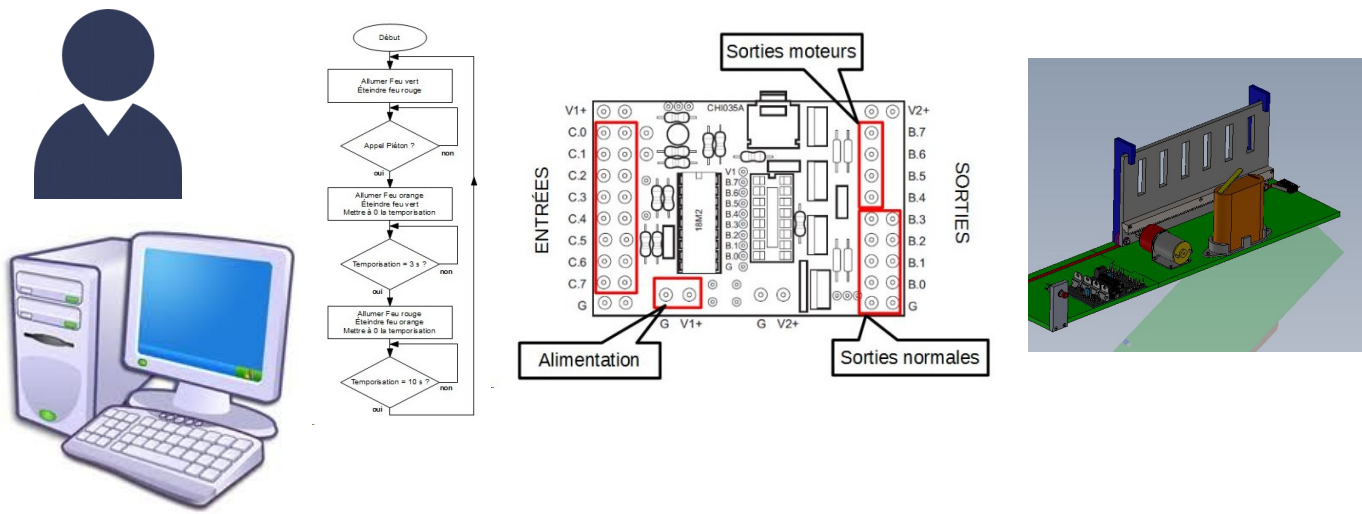 Début
Allumer Feu vert
Éteindre feu rouge
Appel Piéton ?
non
oui
Allumer Feu orange
Éteindre Feu vert
Mettre à 0 la temporisation
Temporisation = 3 s ?
non
oui
Allumer Feu rouge
Éteindre Feu orange
Mettre à 0 la temporisation
Temporisation = 10 s ?
non
oui
Sorties moteurs
CHI035A
V1+
C.0
C.1
C.2
C.3
C.4
C.5
C.6
C.7
G
ENTRÉES
18M2
V1
B.7
B.6
B.5
B.4
B.3
B.2
B.1
B.0
G
V2+
B.7
B.6
B.5
B.4
B.3
B.2
B.1
B.0
G
SORTIES
G V1+
G V2+
Alimentation
Sorties normales